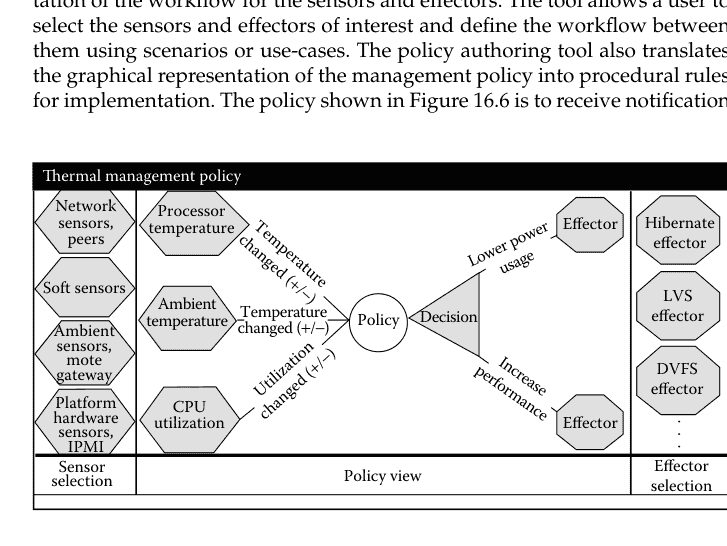 tation of the workflow for the sensors and effectors. The tool allows a user to
select the sensors and effectors of interest and define the workflow between
them using scenarios or use-cases. The policy authoring tool also translates
the graphical representation of the management policy into procedural rules
for implementation. The policy shown in Figure 16.6 is to receive notification
Thermal management policy
Network
sensors,
peers
Soft sensors
Ambient
sensors,
mote
gateway
Platform
hardware
sensors,
IPMI
Sensor
selection
Processor
temperature
Ambient
temperature
CPU
utilization
Temperature
changed (+/–)
Temperature
changed (+/–)
Utilization
changed (+/–)
Policy
Decision
Lower power
usage
Increase
performance
Effector
Effector
Policy view
Hibernate
effector
LVS
effector
DVFS
effector
.
.
.
Effector
selection